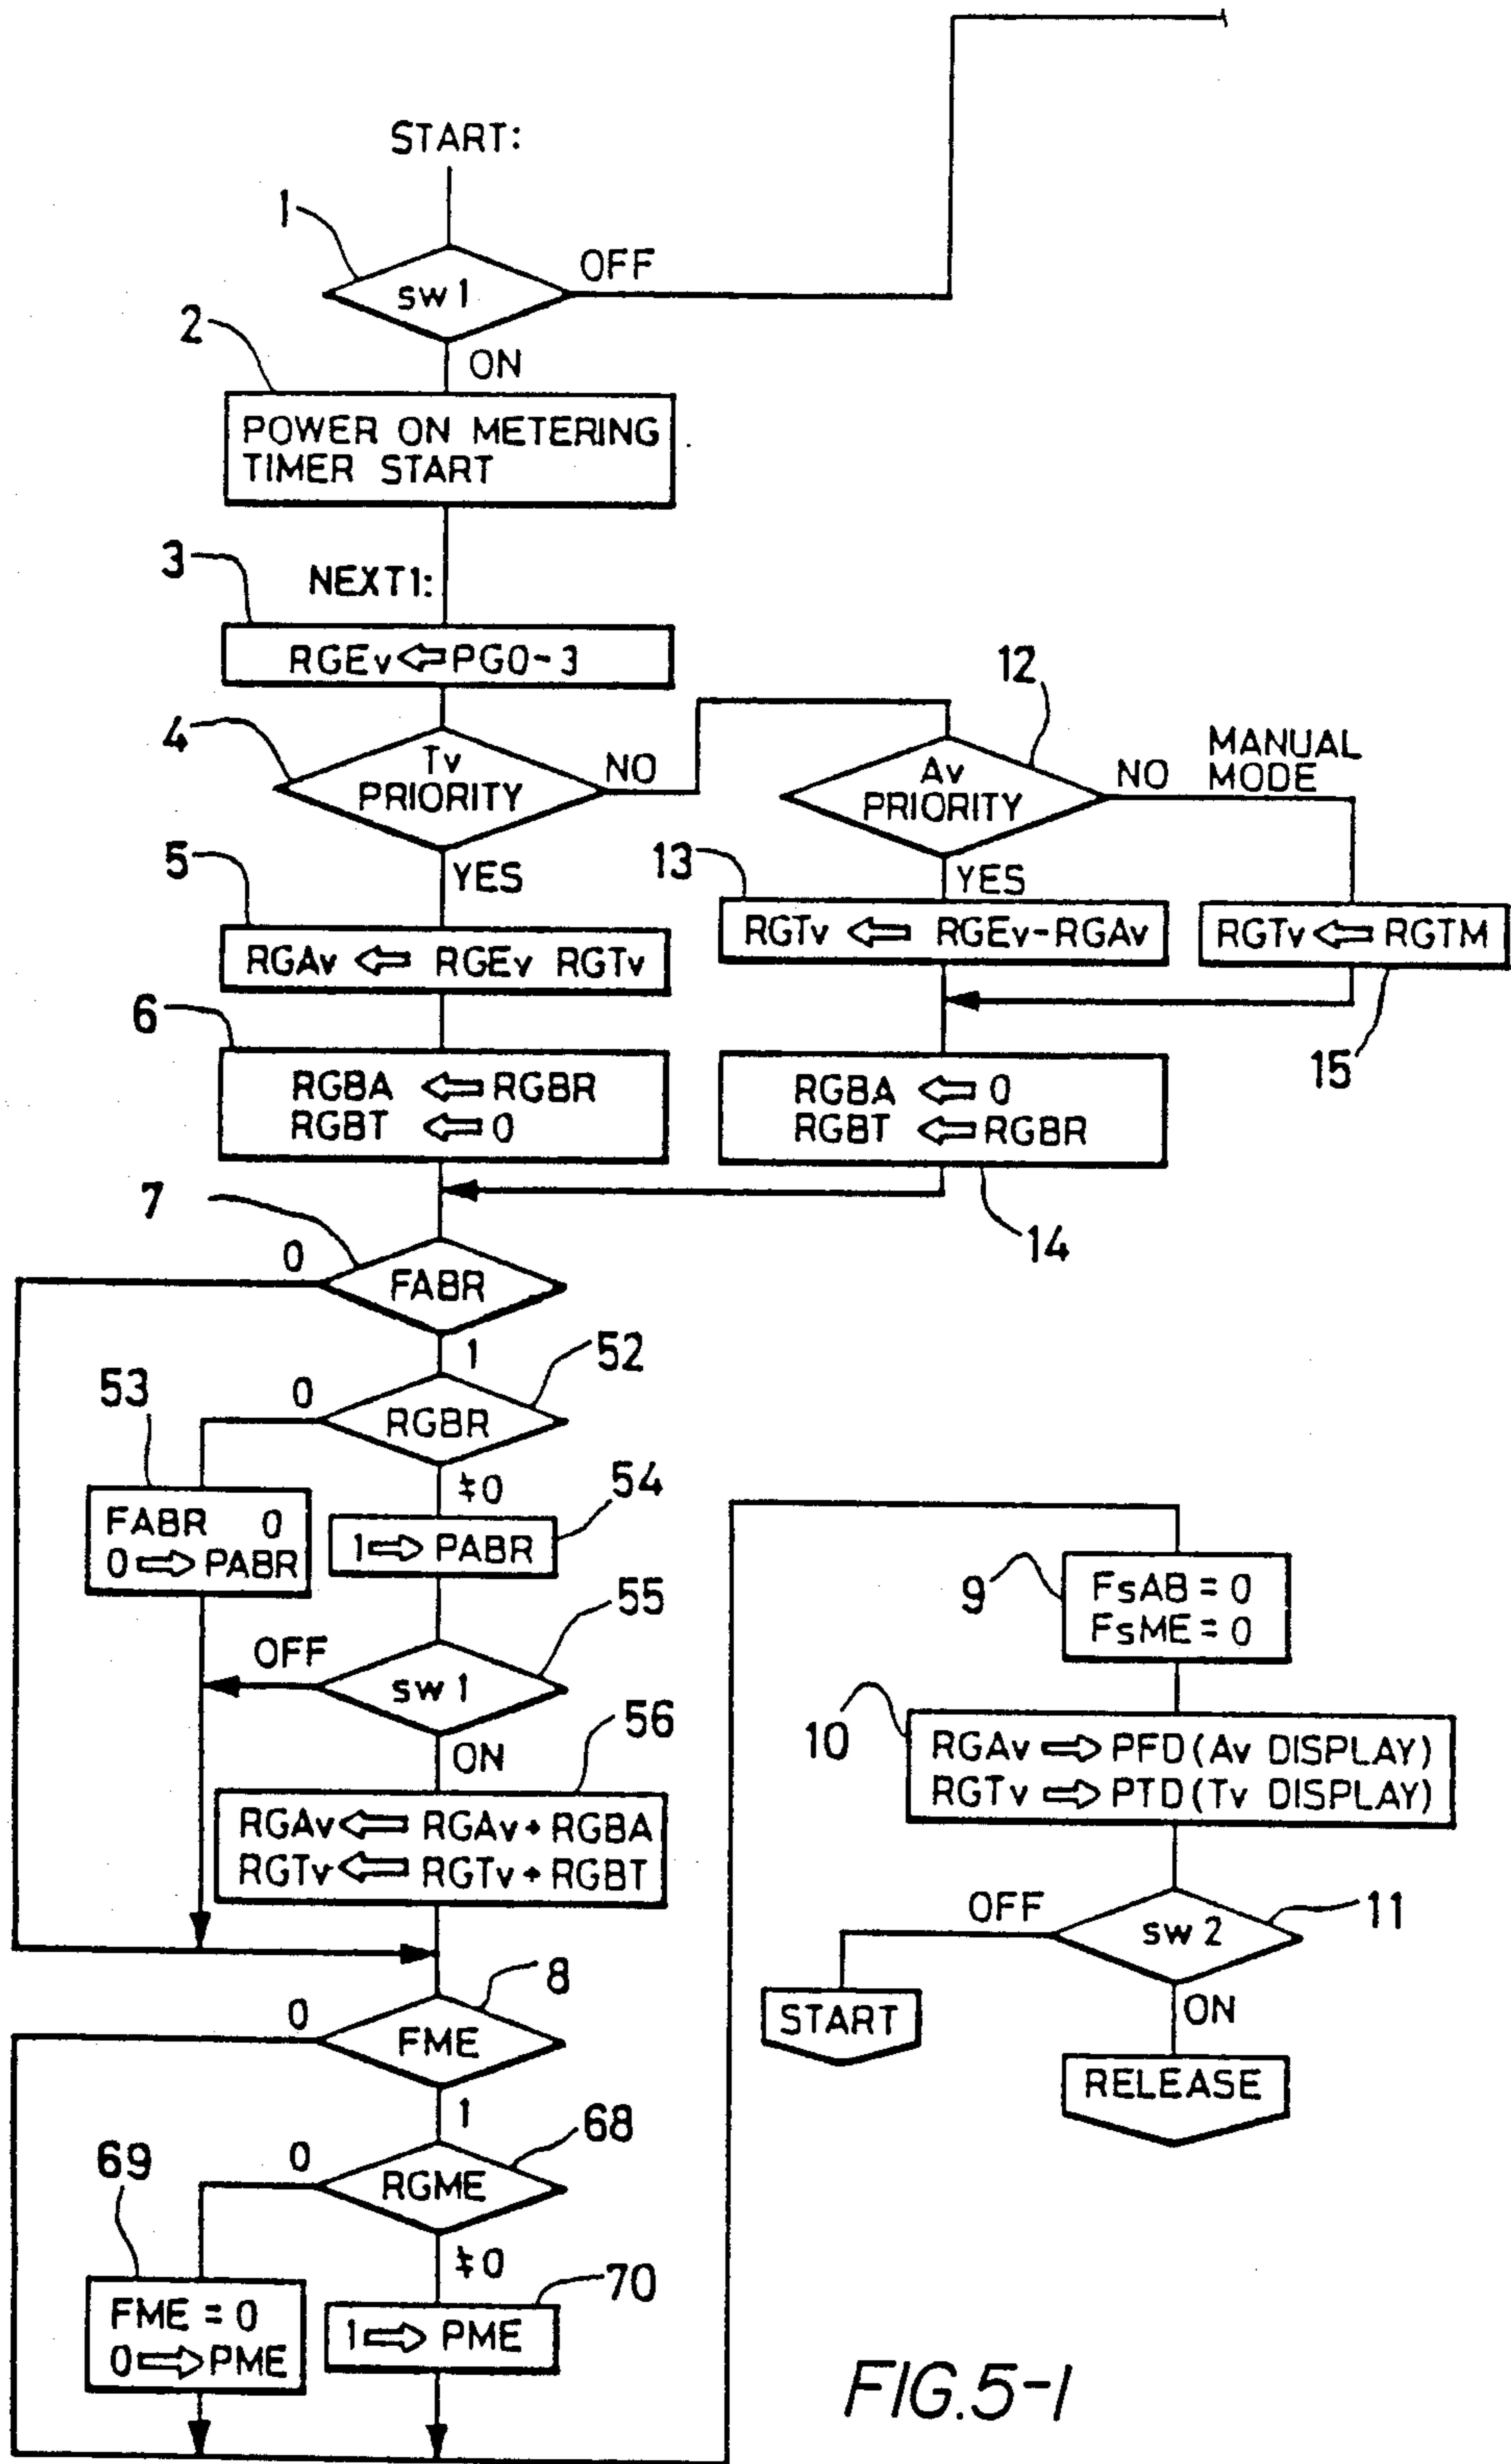 START:
1
sw 1
OFF
ON
2
POWER ON METERING
TIMER START
NEXT1:
3
RGEv ⇐ PG0-3
4
Tv
PRIORITY
NO
YES
12
Av
PRIORITY
NO
MANUAL
MODE
YES
5
RGAv ⇐ RGEv RGTv
13
RGTv ⇐ RGEv-RGAv
RGTv ⇐ RGTM
15
6
RGBA ⇐ RGBR
RGBT ⇐ 0
RGBA ⇐ 0
RGBT ⇐ RGBR
14
7
FABR
0
1
52
RGBR
0
≠0
53
FABR 0
0 ⇒ PABR
54
1 ⇒ PABR
55
sw 1
OFF
ON
56
RGAv ⇐ RGAv + RGBA
RGTv ⇐ RGTv + RGBT
8
FME
0
1
68
RGME
0
≠0
69
FME = 0
0 ⇒ PME
70
1 ⇒ PME
9
FsAB = 0
FsME = 0
10
RGAv ⇒ PFD (Av DISPLAY)
RGTv ⇒ PTD (Tv DISPLAY)
11
sw 2
OFF
ON
START
RELEASE
FIG.5-1